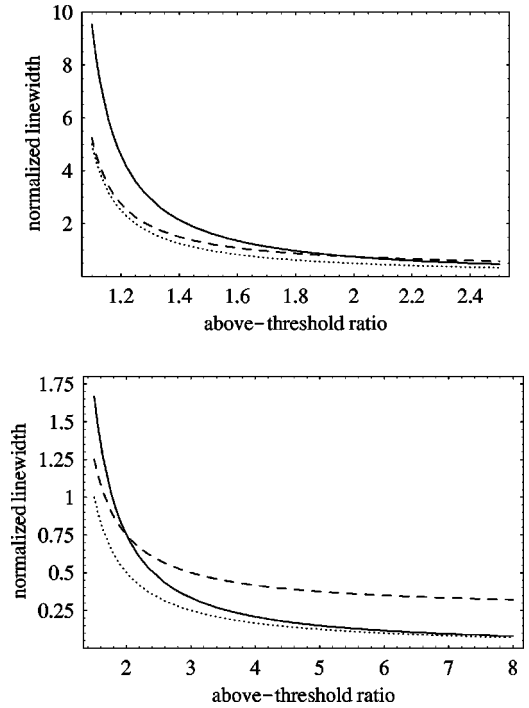 10
8
6
4
2
normalized linewidth
1.2 1.4 1.6 1.8 2 2.2 2.4
above-threshold ratio
1.75
1.5
1.25
1
0.75
0.5
0.25
normalized linewidth
2 3 4 5 6 7 8
above-threshold ratio